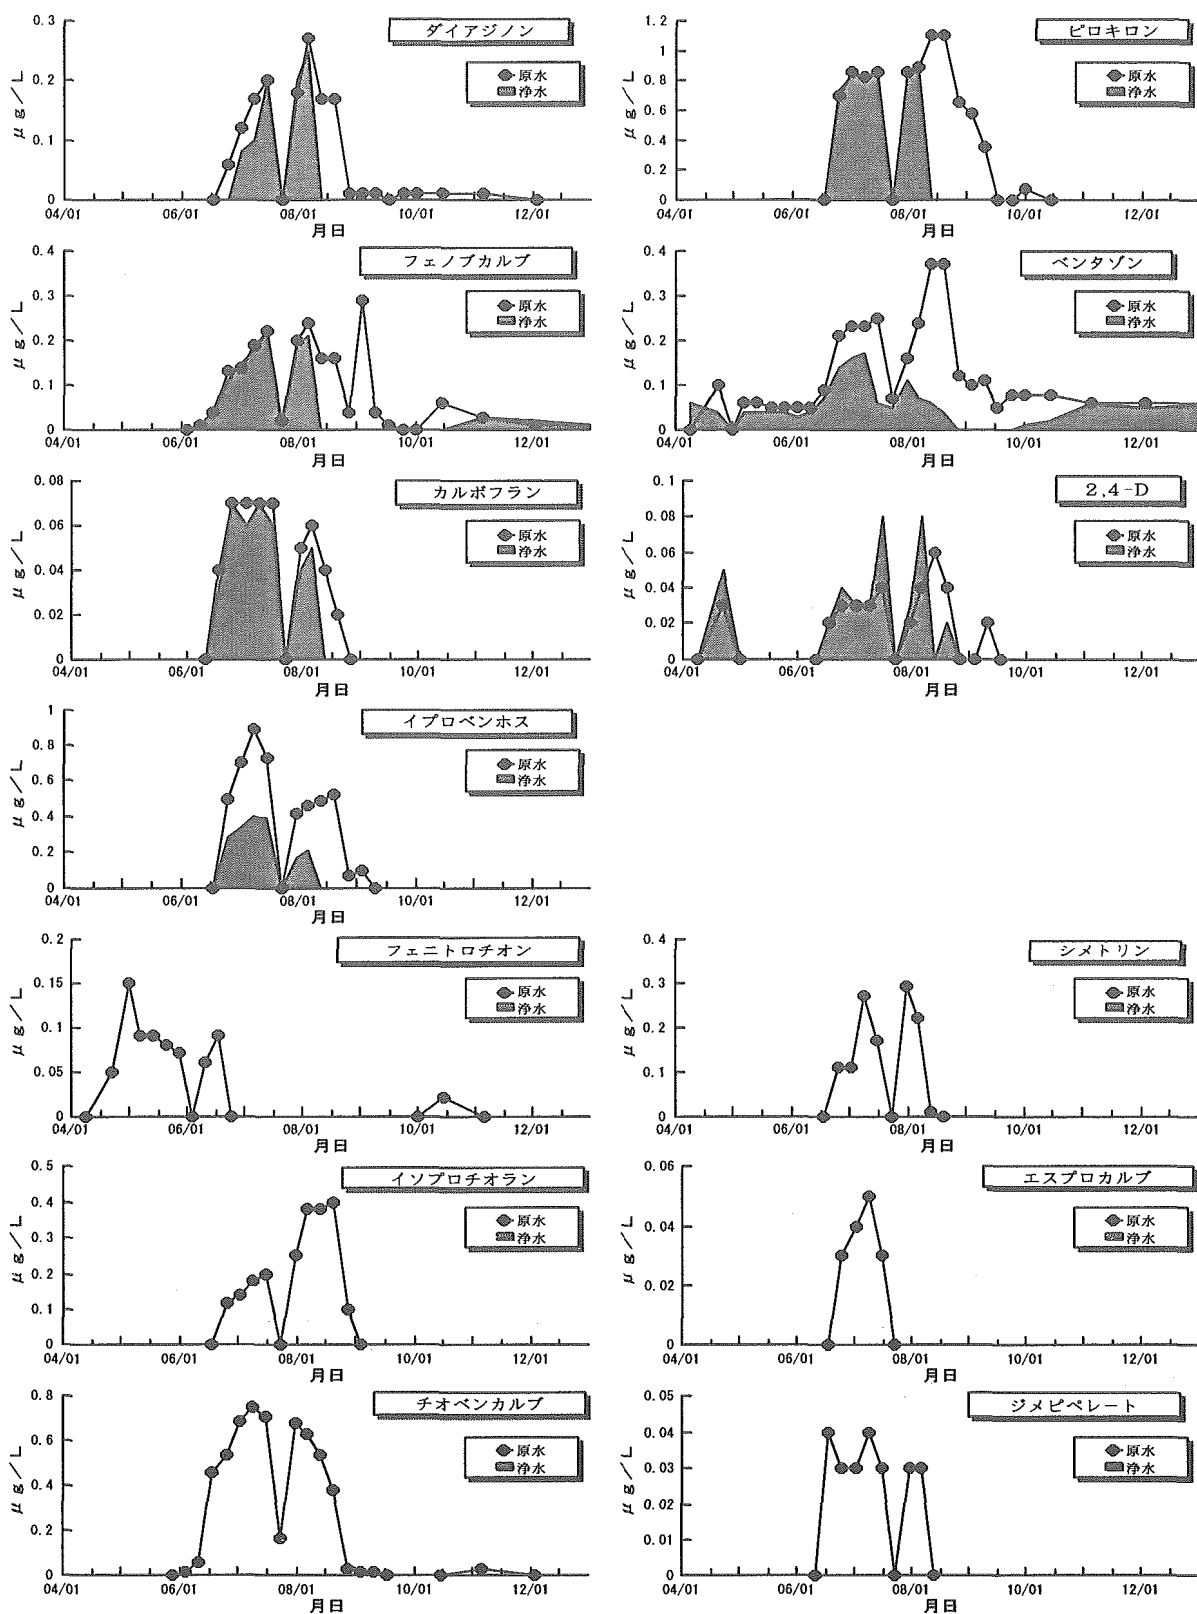 ダイアジノン
原水
浄水
μg/L
0.3
0.2
0.1
0
04/01 06/01 08/01 10/01 12/01
月日
ピロキロン
原水
浄水
μg/L
1.2
1
0.8
0.6
0.4
0.2
0
04/01 06/01 08/01 10/01 12/01
月日
フェノブカルブ
原水
浄水
μg/L
0.4
0.3
0.2
0.1
0
04/01 06/01 08/01 10/01 12/01
月日
ベンタゾン
原水
浄水
μg/L
0.4
0.3
0.2
0.1
0
04/01 06/01 08/01 10/01 12/01
月日
カルボフラン
原水
浄水
μg/L
0.08
0.06
0.04
0.02
0
04/01 06/01 08/01 10/01 12/01
月日
2,4-D
原水
浄水
μg/L
0.1
0.08
0.06
0.04
0.02
0
04/01 06/01 08/01 10/01 12/01
月日
イプロベンホス
原水
浄水
μg/L
1
0.8
0.6
0.4
0.2
0
04/01 06/01 08/01 10/01 12/01
月日
フェニトロチオン
原水
浄水
μg/L
0.2
0.15
0.1
0.05
0
04/01 06/01 08/01 10/01 12/01
月日
シメトリン
原水
浄水
μg/L
0.4
0.3
0.2
0.1
0
04/01 06/01 08/01 10/01 12/01
月日
イソプロチオラン
原水
浄水
μg/L
0.5
0.4
0.3
0.2
0.1
0
04/01 06/01 08/01 10/01 12/01
月日
エスプロカルブ
原水
浄水
μg/L
0.06
0.04
0.02
0
04/01 06/01 08/01 10/01 12/01
月日
チオベンカルブ
原水
浄水
μg/L
0.8
0.6
0.4
0.2
0
04/01 06/01 08/01 10/01 12/01
月日
ジメピペレート
原水
浄水
μg/L
0.05
0.04
0.03
0.02
0.01
0
04/01 06/01 08/01 10/01 12/01
月日